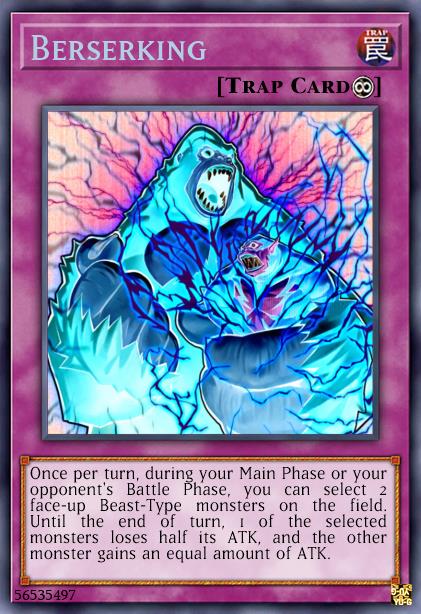 BERSERKING
TRAP
罠
[TRAP CARD]
Once per turn, during your Main Phase or your
opponent's Battle Phase, you can select 2
face-up Beast-Type monsters on the field.
Until the end of turn, 1 of the selected
monsters loses half its ATK, and the other
monster gains an equal amount of ATK.
56535497